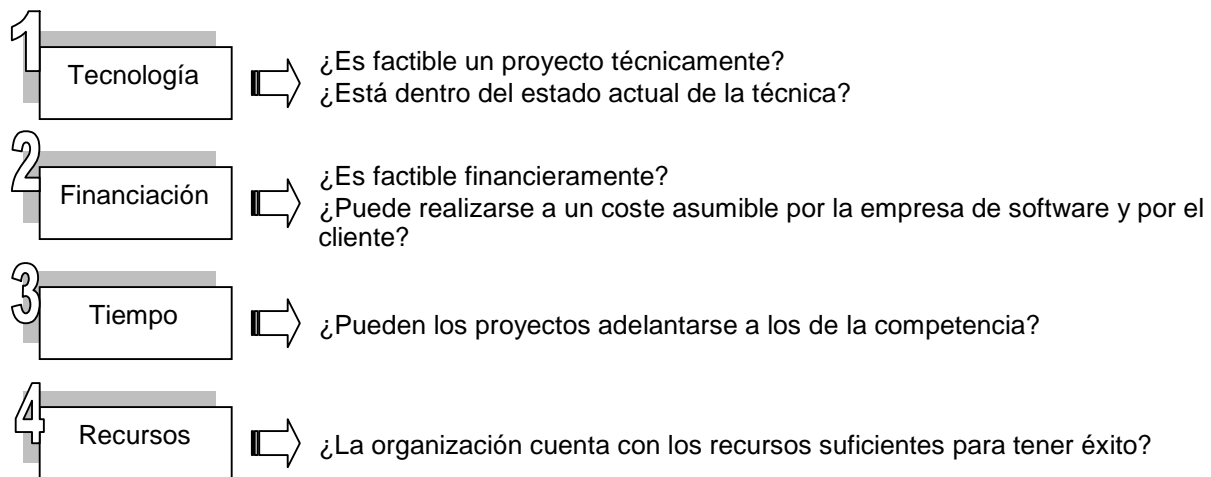 1
Tecnología
¿Es factible un proyecto técnicamente?
¿Está dentro del estado actual de la técnica?
2
Financiación
¿Es factible financieramente?
¿Puede realizarse a un coste asumible por la empresa de software y por el
cliente?
3
Tiempo
¿Pueden los proyectos adelantarse a los de la competencia?
4
Recursos
¿La organización cuenta con los recursos suficientes para tener éxito?